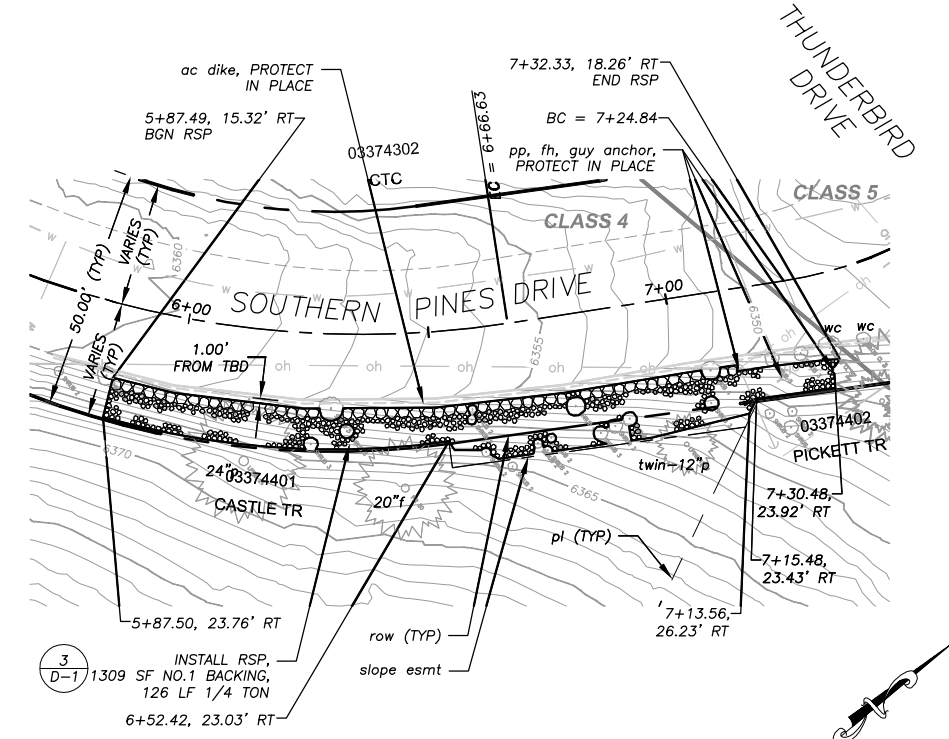 THUNDERBIRD
DRIVE
ac dike, PROTECT
IN PLACE
7+32.33, 18.26' RT
END RSP
5+87.49, 15.32' RT
BGN RSP
BC = 7+24.84
EC = 6+66.63
pp, fh, guy anchor,
PROTECT IN PLACE
03374302
CTC
CLASS 4
CLASS 5
50.00' (TYP)
VARIES
(TYP)
VARIES
(TYP)
6360
6+00
SOUTHERN PINES DRIVE
7+00
6350
6355
w
w
w
w
w
w
wc
wc
1.00'
FROM TBD
oh
oh
oh
oh
oh
oh
6370
24"p
03374401
CASTLE TR
20"f
6365
twin-12"p
03374402
PICKETT TR
7+30.48,
23.92' RT
pl (TYP)
7+15.48,
23.43' RT
7+13.56,
26.23' RT
5+87.50, 23.76' RT
row (TYP)
slope esmt
3
D-1
INSTALL RSP,
1309 SF NO.1 BACKING,
126 LF 1/4 TON
6+52.42, 23.03' RT